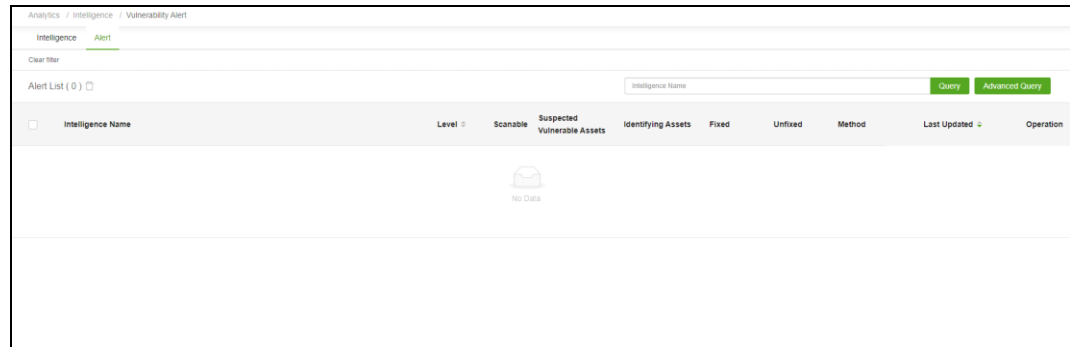 Analytics / Intelligence / Vulnerability Alert
Intelligence Alert
Clear filter
Alert List ( 0 )
Intelligence Name
Query
Advanced Query
Intelligence Name Level Scanable Suspected Vulnerable Assets Identifying Assets Fixed Unfixed Method Last Updated Operation
No Data